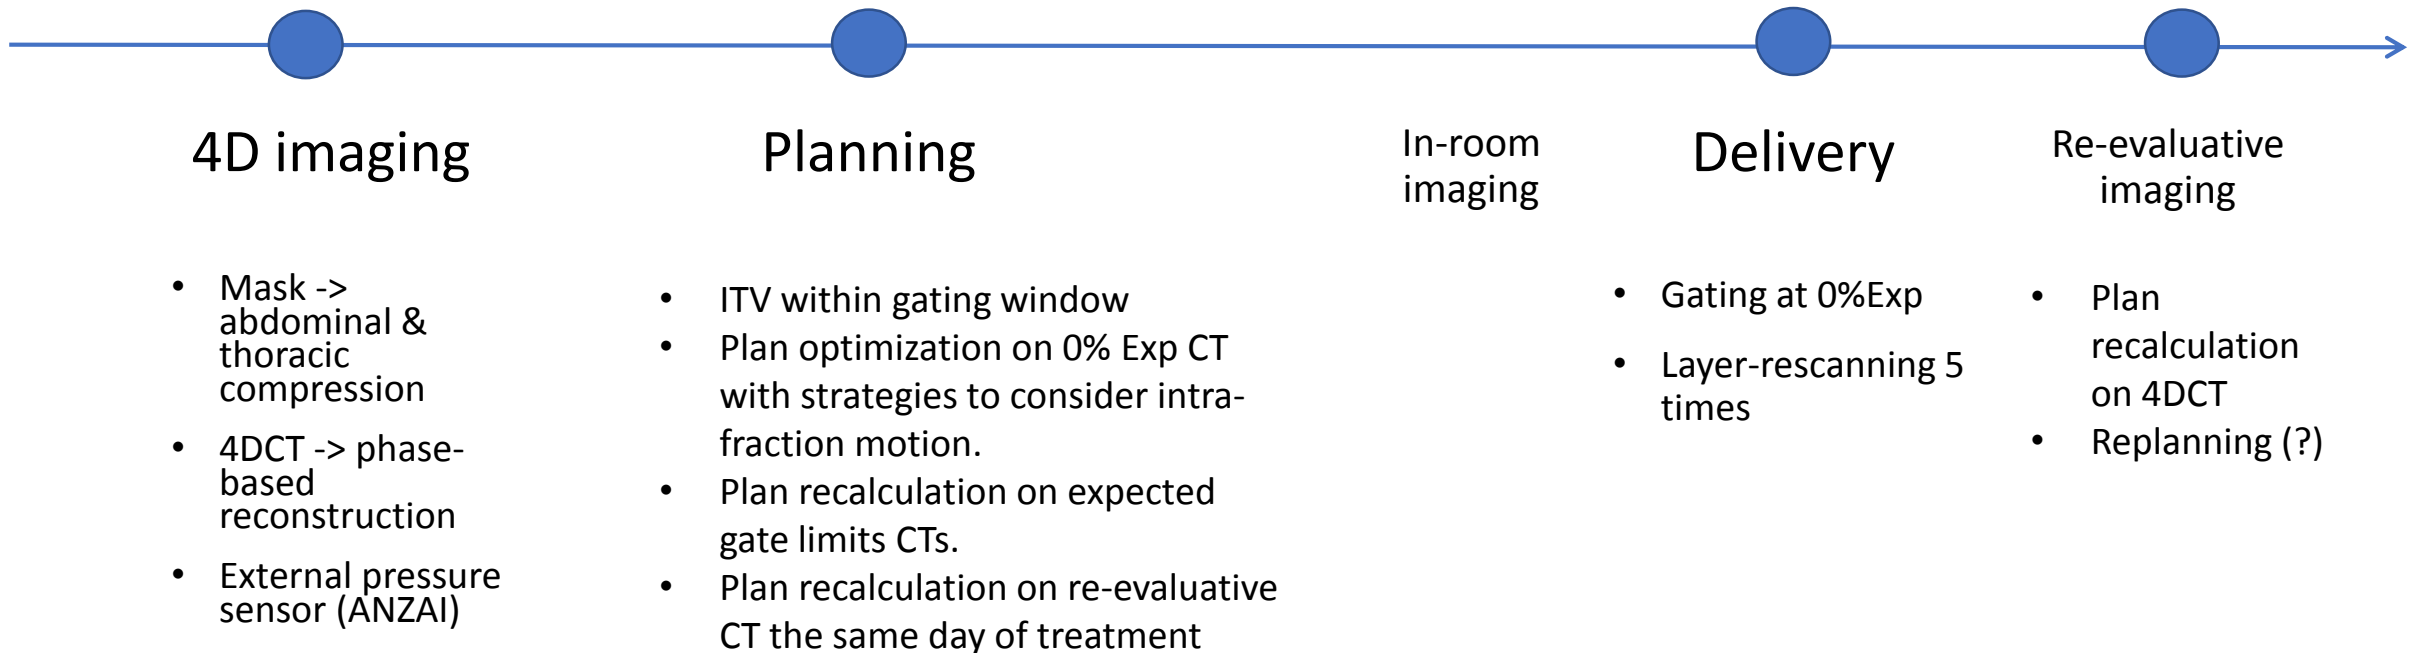 4D imaging
Mask ->
abdominal &
thoracic
compression
4DCT -> phase-
based
reconstruction
External pressure
sensor (ANZAI)
Planning
ITV within gating window
Plan optimization on 0% Exp CT
with strategies to consider intra-
fraction motion.
Plan recalculation on expected
gate limits CTs.
Plan recalculation on re-evaluative
CT the same day of treatment
In-room
imaging
Delivery
Gating at 0%Exp
Layer-rescanning 5
times
Re-evaluative
imaging
Plan
recalculation
on 4DCT
Replanning (?)